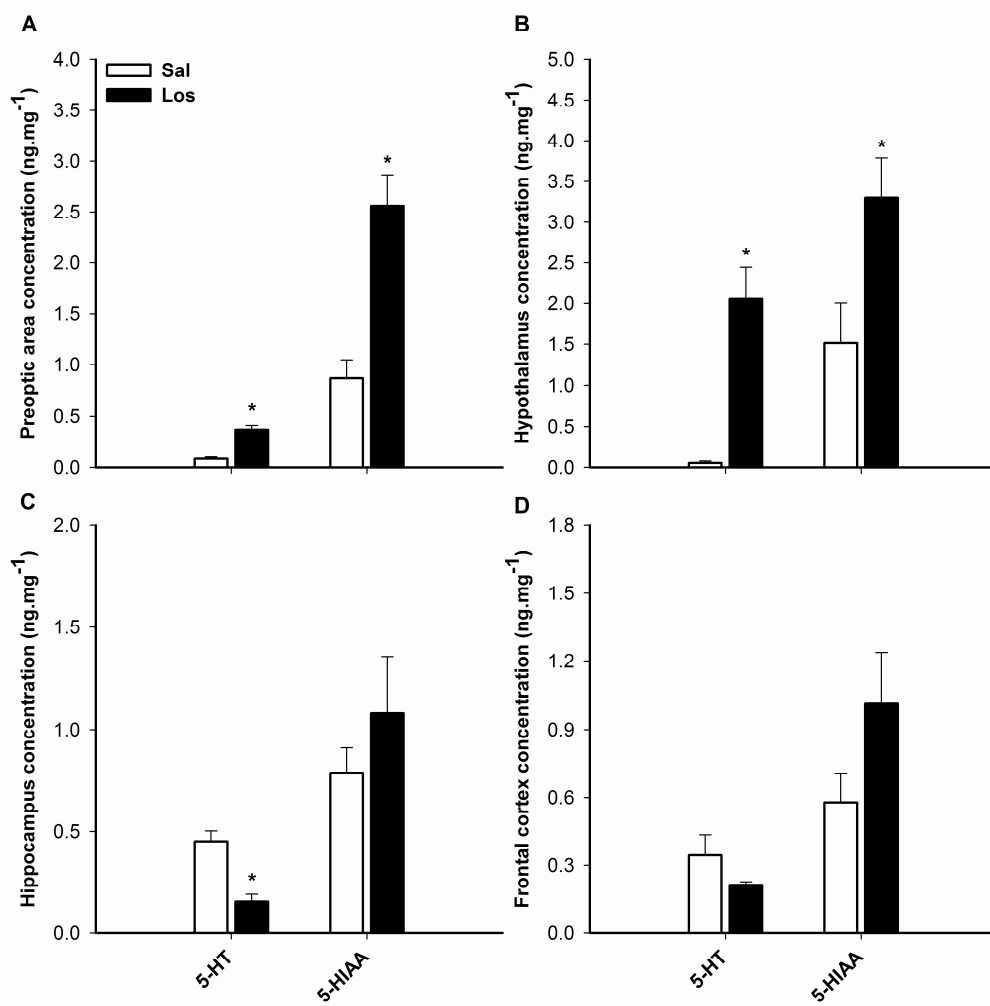 A
Preoptic area concentration (ng.mg-1)
4.0
3.5
3.0
2.5
2.0
1.5
1.0
0.5
0.0
Sal
Los
*
*
B
Hypothalamus concentration (ng.mg-1)
5.0
4.5
4.0
3.5
3.0
2.5
2.0
1.5
1.0
0.5
0.0
*
*
C
Hippocampus concentration (ng.mg-1)
2.0
1.5
1.0
0.5
0.0
*
5-HT
5-HIAA
D
Frontal cortex concentration (ng.mg-1)
1.8
1.5
1.2
0.9
0.6
0.3
0.0
5-HT
5-HIAA